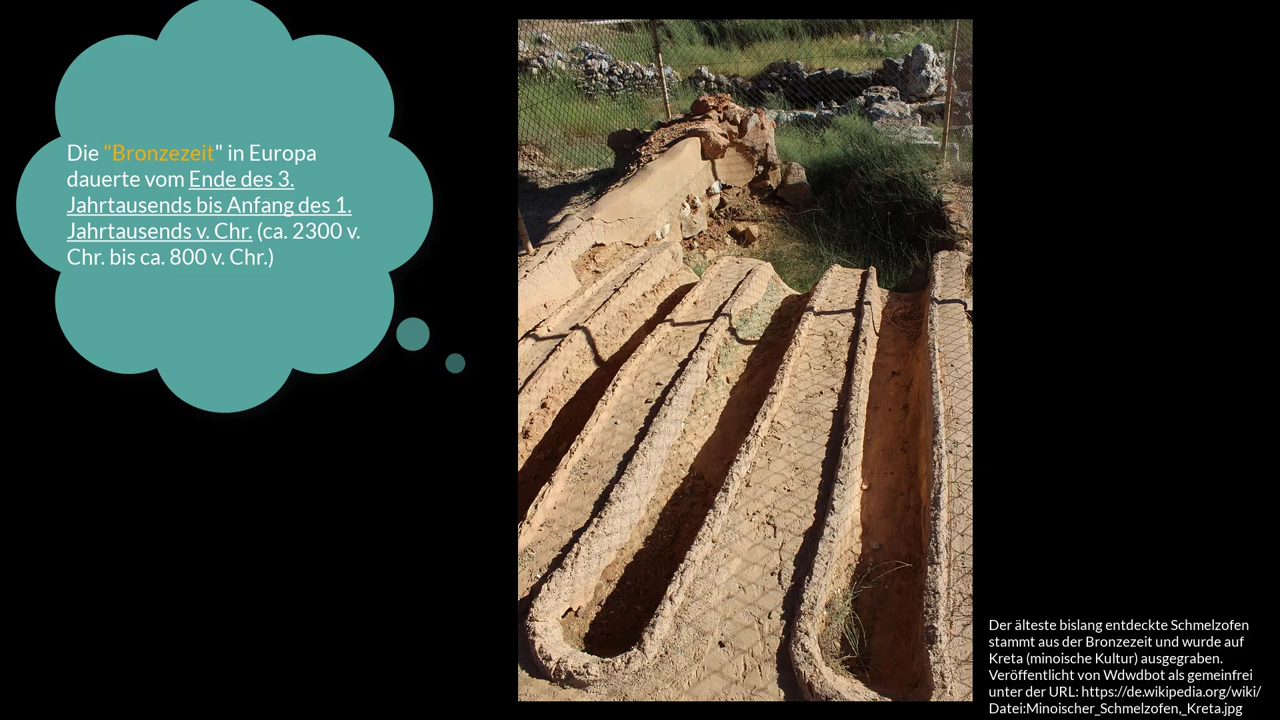 Die "Bronzezeit" in Europa
dauerte vom Ende des 3.
Jahrtausends bis Anfang des 1.
Jahrtausends v. Chr. (ca. 2300 v.
Chr. bis ca. 800 v. Chr.)
Der älteste bislang entdeckte Schmelzofen
stammt aus der Bronzezeit und wurde auf
Kreta (minoische Kultur) ausgegraben.
Veröffentlicht von Wdwdbot als gemeinfrei
unter der URL: https://de.wikipedia.org/wiki/
Datei:Minoischer_Schmelzofen,_Kreta.jpg